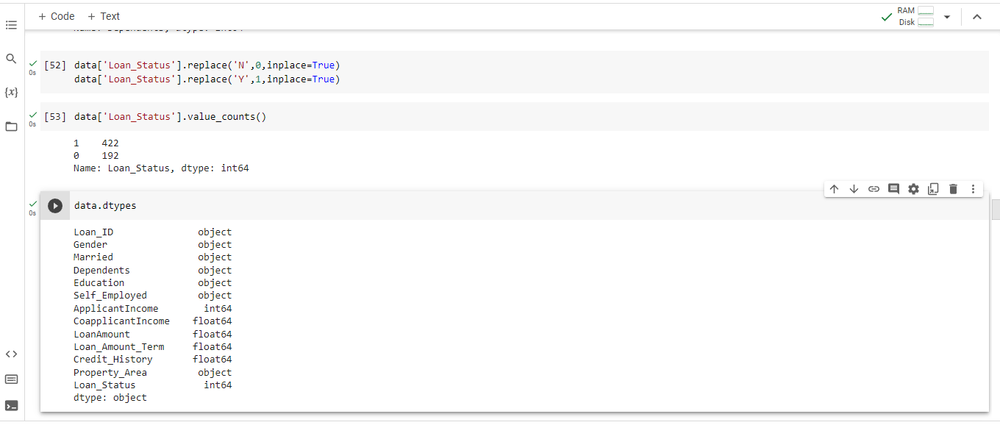 + Code + Text
RAM
Disk
[52] data['Loan_Status'].replace('N',0,inplace=True)
data['Loan_Status'].replace('Y',1,inplace=True)
0s
{x}
[53] data['Loan_Status'].value_counts()
0s
1 422
0 192
Name: Loan_Status, dtype: int64
data.dtypes
0s
Loan_ID object
Gender object
Married object
Dependents object
Education object
Self_Employed object
ApplicantIncome int64
CoapplicantIncome float64
LoanAmount float64
Loan_Amount_Term float64
Credit_History float64
Property_Area object
Loan_Status int64
dtype: object